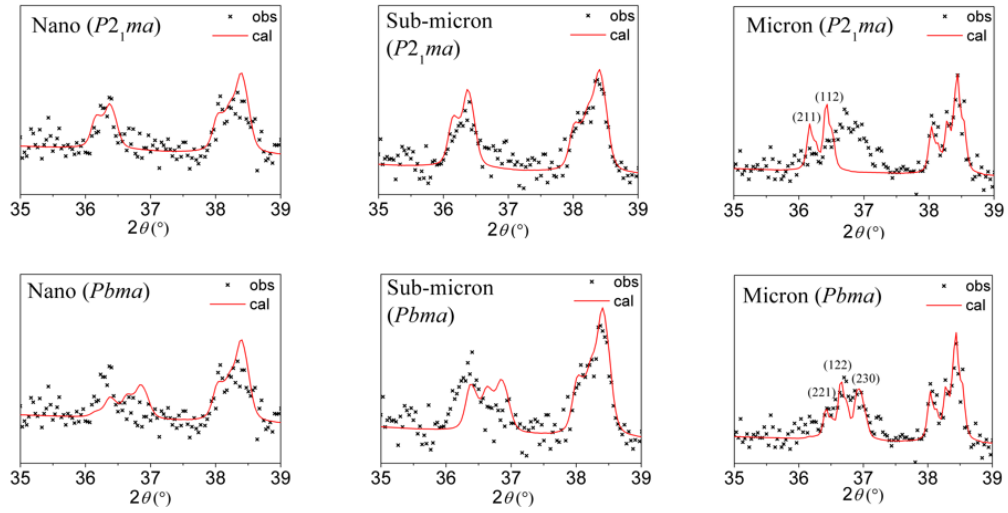 Nano (P2₁ma)
obs
cal
35 36 37 38 39
2θ(°)
Sub-micron
(P2₁ma)
obs
cal
35 36 37 38 39
2θ(°)
Micron (P2₁ma)
obs
cal
(211)
(112)
35 36 37 38 39
2θ(°)
Nano (Pbma)
obs
cal
35 36 37 38 39
2θ(°)
Sub-micron
(Pbma)
obs
cal
35 36 37 38 39
2θ(°)
Micron (Pbma)
obs
cal
(122)
(221)
(230)
35 36 37 38 39
2θ(°)